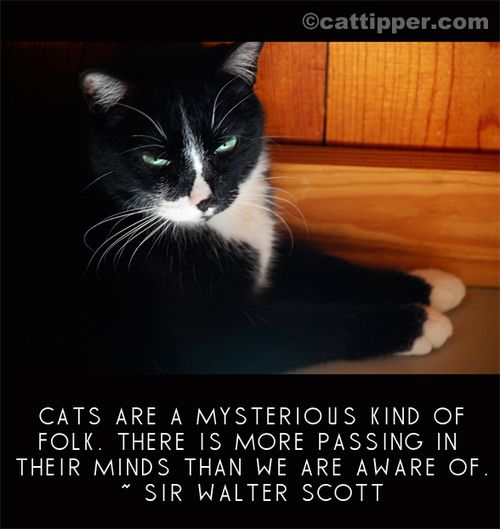 ©cattipper.com
CATS ARE A MYSTERIOUS KIND OF
FOLK. THERE IS MORE PASSING IN
THEIR MINDS THAN WE ARE AWARE OF.
~ SIR WALTER SCOTT